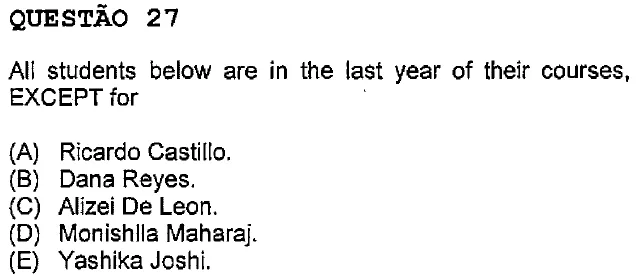 QUESTÃO 27
All students below are in the last year of their courses,
EXCEPT for
(A) Ricardo Castillo.
(B) Dana Reyes.
(C) Alizei De Leon.
(D) Monishlla Maharaj.
(E) Yashika Joshi.